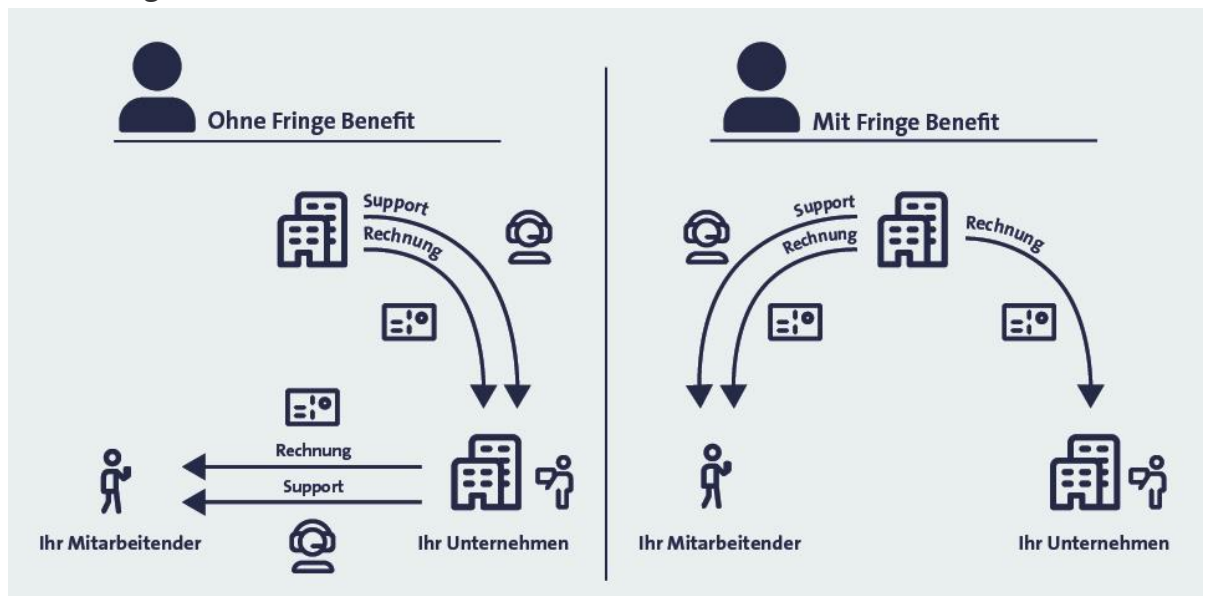 Ohne Fringe Benefit
Support
Rechnung
Rechnung
Support
Ihr Mitarbeitender
Ihr Unternehmen
Mit Fringe Benefit
Support
Rechnung
Rechnung
Ihr Mitarbeitender
Ihr Unternehmen